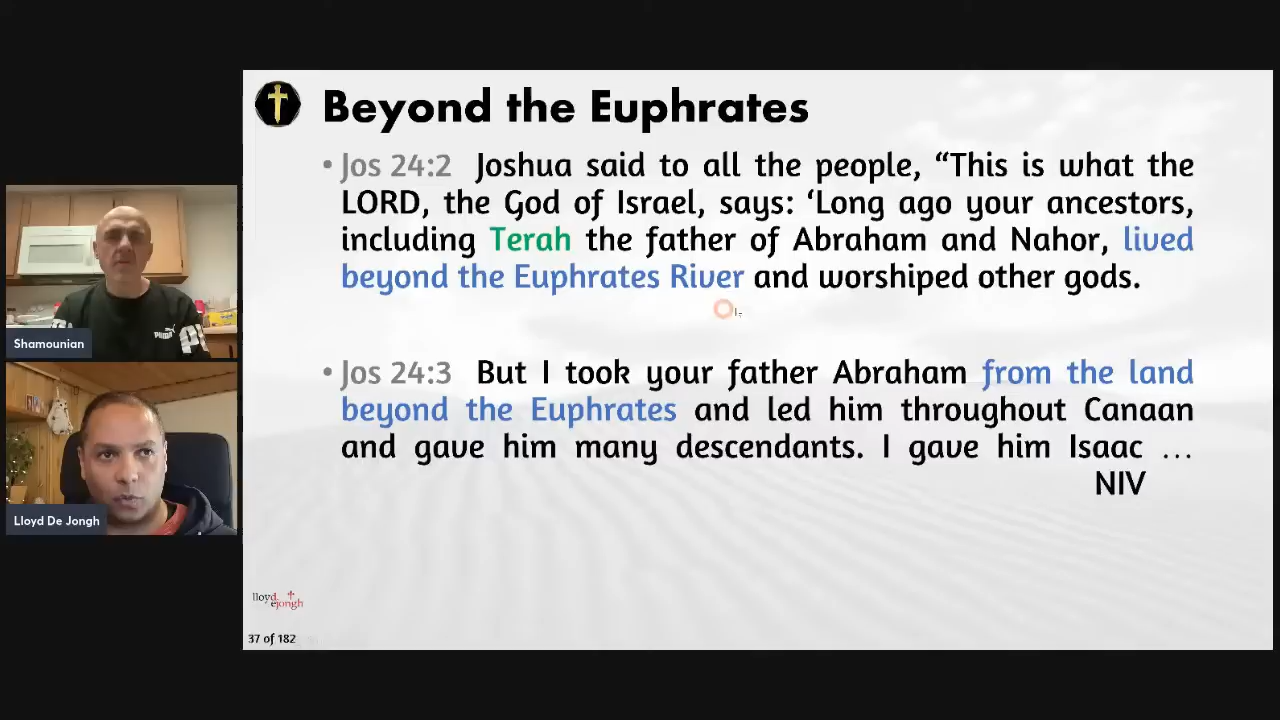 Beyond the Euphrates
• Jos 24:2 Joshua said to all the people, “This is what the
LORD, the God of Israel, says: ‘Long ago your ancestors,
including Terah the father of Abraham and Nahor, lived
beyond the Euphrates River and worshiped other gods.
• Jos 24:3 But I took your father Abraham from the land
beyond the Euphrates and led him throughout Canaan
and gave him many descendants. I gave him Isaac …
NIV
Shamounian
Lloyd De Jongh
lloyd
ejongh
37 of 182